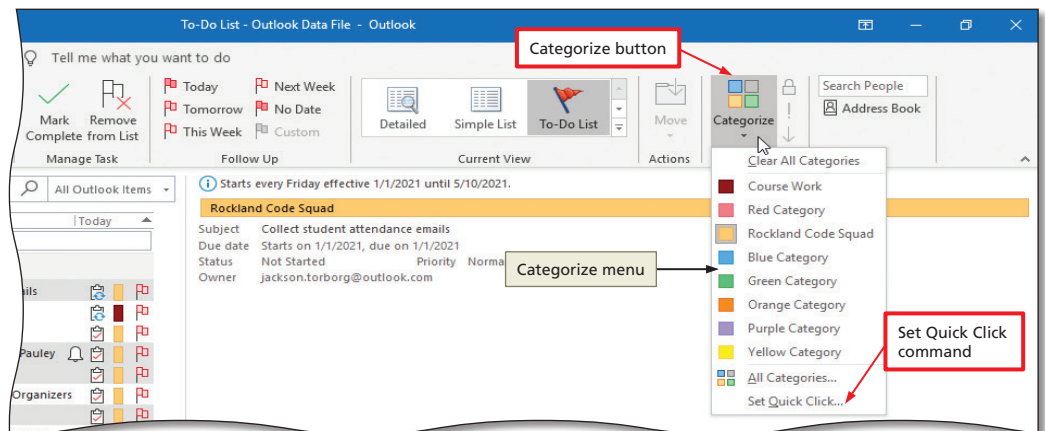 To-Do List - Outlook Data File - Outlook
Tell me what you want to do
Categorize button
Mark Complete
Remove from List
Manage Task
Today
Tomorrow
This Week
Next Week
No Date
Custom
Follow Up
Detailed
Simple List
To-Do List
Current View
Move
Actions
Categorize
Search People
Address Book
Clear All Categories
Course Work
Red Category
Rockland Code Squad
Blue Category
Green Category
Orange Category
Purple Category
Yellow Category
All Categories...
Set Quick Click...
Categorize menu
Set Quick Click
command
All Outlook Items
Today
ails
Pauley
Organizers
Starts every Friday effective 1/1/2021 until 5/10/2021.
Rockland Code Squad
Subject Collect student attendance emails
Due date Starts on 1/1/2021, due on 1/1/2021
Status Not Started Priority Norma
Owner jackson.torborg@outlook.com